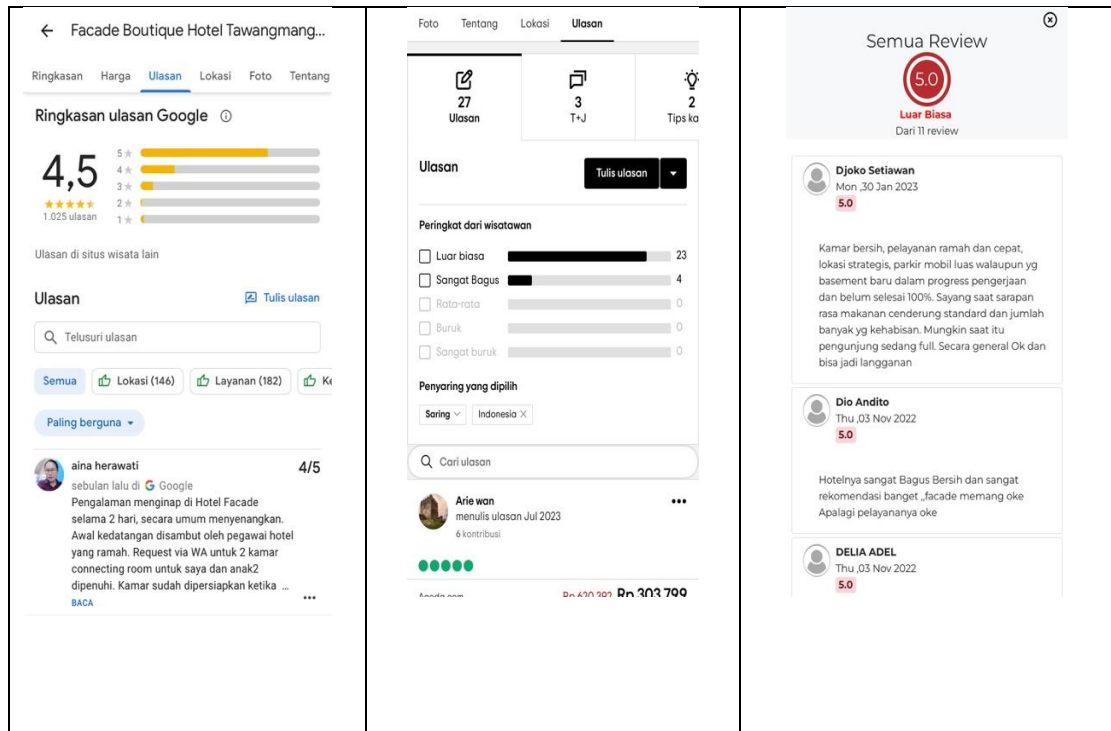 Facade Boutique Hotel Tawangmang...
Ringkasan Harga Ulasan Lokasi Foto Tentang
Ringkasan ulasan Google
4,5
1.025 ulasan
5
4
3
2
1
Ulasan di situs wisata lain
Ulasan
Tulis ulasan
Telusuri ulasan
Semua Lokasi (146) Layanan (182) Ke
Paling berguna
aina herawati
4/5
sebulan lalu di Google
Pengalaman menginap di Hotel Facade
selama 2 hari, secara umum menyenangkan.
Awal kedatangan disambut oleh pegawai hotel
yang ramah. Request via WA untuk 2 kamar
connecting room untuk saya dan anak2
dipenuhi. Kamar sudah dipersiapkan ketika ...
BACA
Foto Tentang Lokasi Ulasan
27
Ulasan
3
T+J
2
Tips ka
Ulasan
Tulis ulasan
Peringkat dari wisatawan
Luar biasa 23
Sangat Bagus 4
Rata-rata 0
Buruk 0
Sangat buruk 0
Penyaring yang dipilih
Saring Indonesia
Cari ulasan
Arie wan
menulis ulasan Jul 2023
6 kontribusi
Agoda.com Rp 620.392 Rp 303.799
Semua Review
5.0
Luar Biasa
Dari 11 review
Djoko Setiawan
Mon ,30 Jan 2023
5.0
Kamar bersih, pelayanan ramah dan cepat,
lokasi strategis, parkir mobil luas walaupun yg
basement baru dalam progress pengerjaan
dan belum selesai 100%. Sayang saat sarapan
rasa makanan cenderung standard dan jumlah
banyak yg kehabisan. Mungkin saat itu
pengunjung sedang full. Secara general Ok dan
bisa jadi langganan
Dio Andito
Thu ,03 Nov 2022
5.0
Hotelnya sangat Bagus Bersih dan sangat
rekomendasi banget ,,facade memang oke
Apalagi pelayananya oke
DELIA ADEL
Thu ,03 Nov 2022
5.0